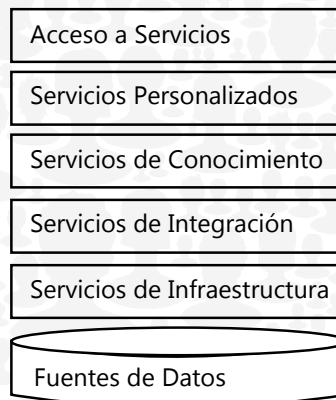 Acceso a Servicios
Servicios Personalizados
Servicios de Conocimiento
Servicios de Integración
Servicios de Infraestructura
Fuentes de Datos